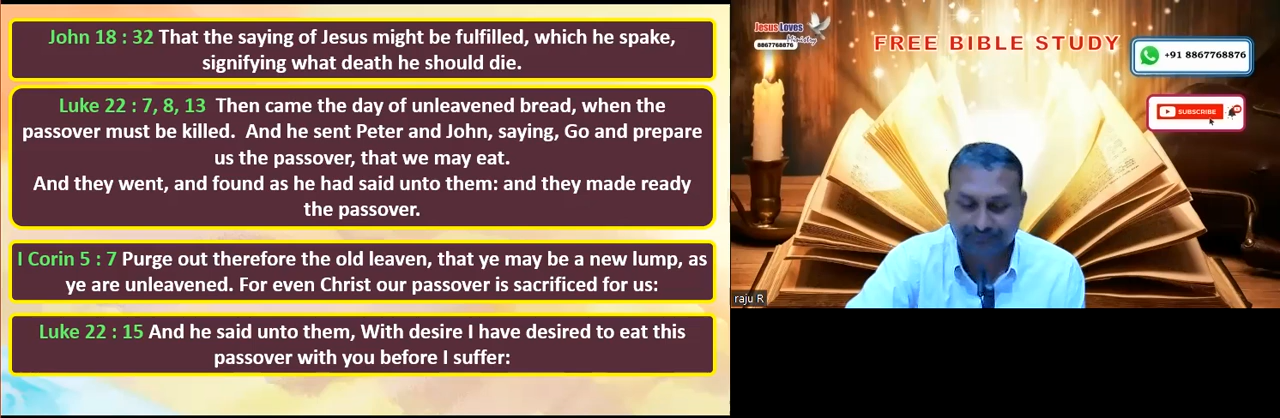 John 18 : 32 That the saying of Jesus might be fulfilled, which he spake,
signifying what death he should die.
Luke 22 : 7, 8, 13 Then came the day of unleavened bread, when the
passover must be killed. And he sent Peter and John, saying, Go and prepare
us the passover, that we may eat.
And they went, and found as he had said unto them: and they made ready
the passover.
I Corin 5 : 7 Purge out therefore the old leaven, that ye may be a new lump, as
ye are unleavened. For even Christ our passover is sacrificed for us:
Luke 22 : 15 And he said unto them, With desire I have desired to eat this
passover with you before I suffer:
Jesus Loves
Ministry
8867768876
FREE BIBLE STUDY
+91 8867768876
SUBSCRIBE
raju R